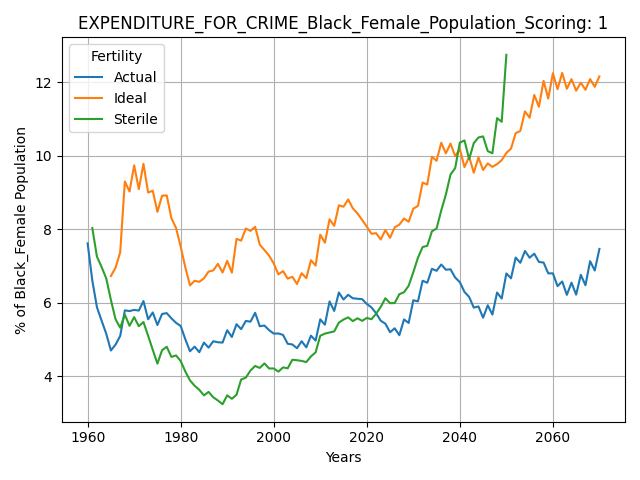 EXPENDITURE_FOR_CRIME_Black_Female_Population_Scoring: 1
Fertility
Actual
Ideal
Sterile
% of Black_Female Population
12
10
8
6
4
1960 1980 2000 2020 2040 2060
Years